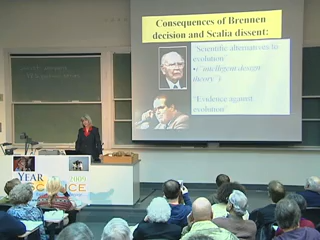 Consequences of Brennen
decision and Scalia dissent:
"Scientific alternatives to
evolution"
•("intelligent design
theory")
"Evidence against
evolution"
YEAR
OF
SCIENCE
2009